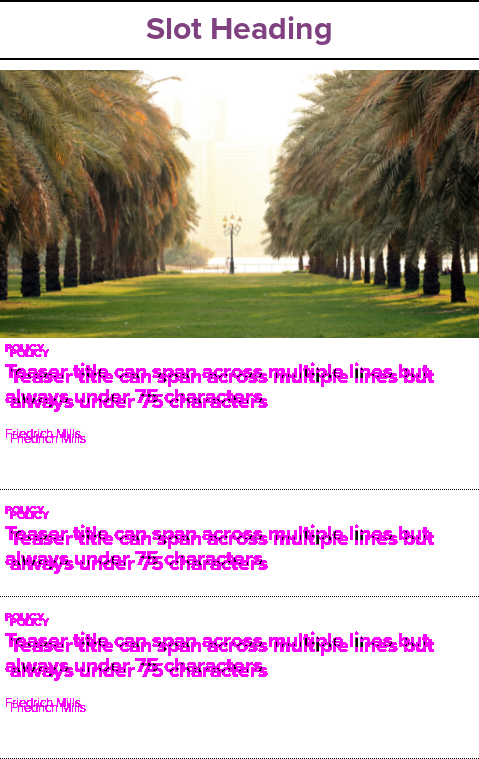 Slot Heading
POLICY
Teaser title can span across multiple lines but
always under 75 characters
Friedrich Mills
POLICY
Teaser title can span across multiple lines but
always under 75 characters
POLICY
Teaser title can span across multiple lines but
always under 75 characters
Friedrich Mills